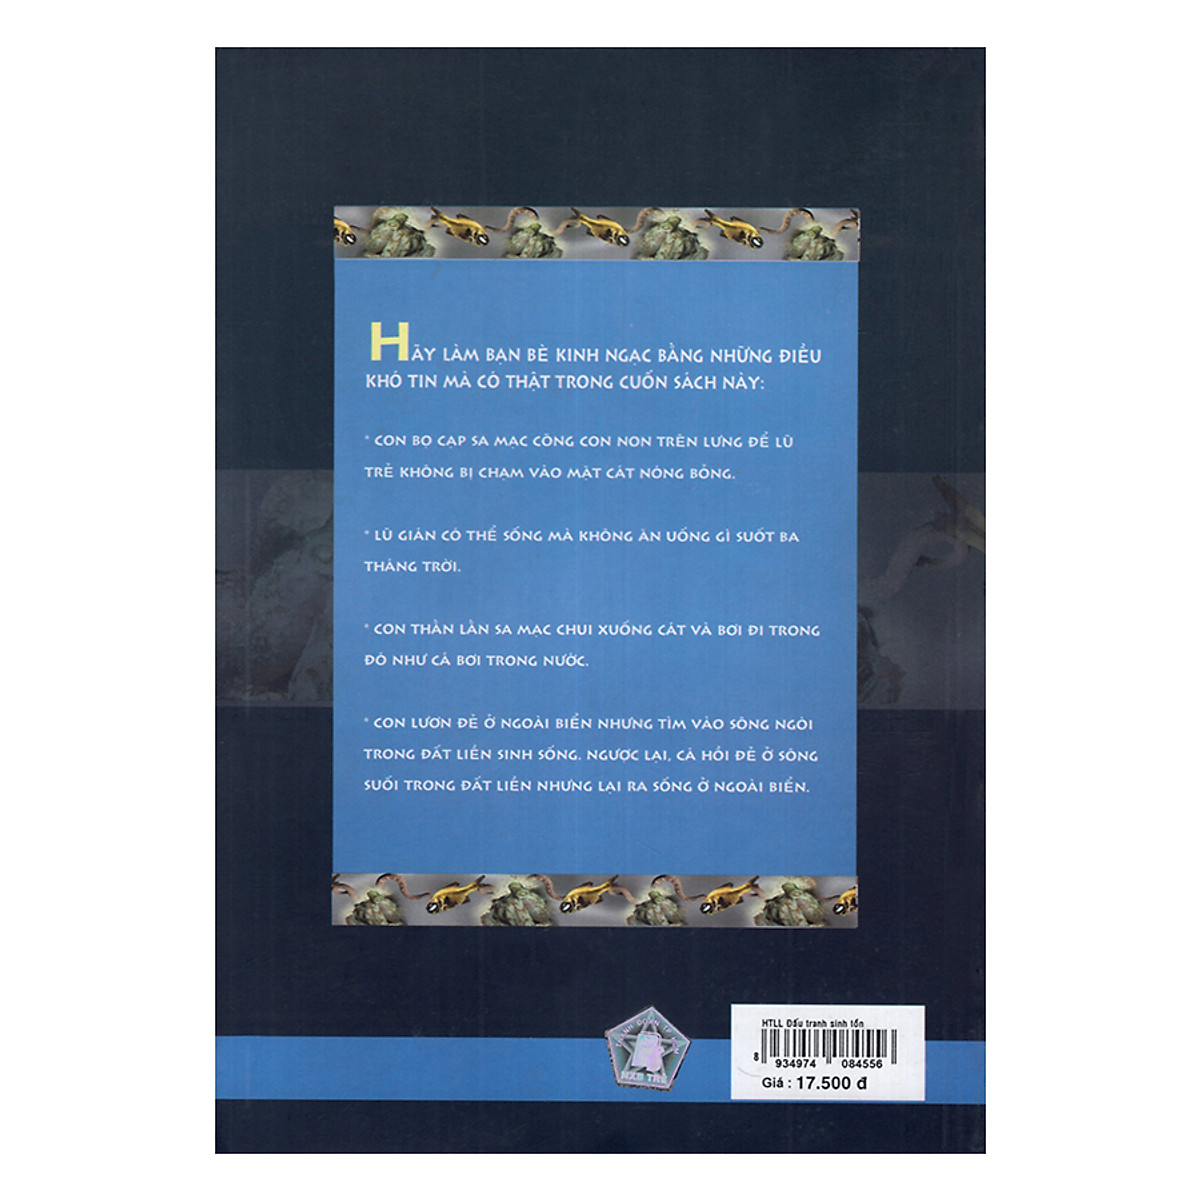 HÃY LÀM BẠN BÈ KINH NGẠC BẰNG NHỮNG ĐIỀU
KHÓ TIN MÀ CÓ THẬT TRONG CUỐN SÁCH NÀY:
* CON BỌ CẠP SA MẠC CÕNG CON NON TRÊN LƯNG ĐỂ LŨ
TRẺ KHÔNG BỊ CHẠM VÀO MẶT CÁT NÓNG BỎNG.
* LŨ GIÁN CÓ THỂ SỐNG MÀ KHÔNG ĂN UỐNG GÌ SUỐT BA
THÁNG TRỜI.
* CON THẰN LẰN SA MẠC CHUI XUỐNG CÁT VÀ BƠI ĐI TRONG
ĐÓ NHƯ CÁ BƠI TRONG NƯỚC.
* CON LƯƠN ĐẺ Ở NGOÀI BIỂN NHƯNG TÌM VÀO SÔNG NGÒI
TRONG ĐẤT LIỀN SINH SỐNG. NGƯỢC LẠI, CÁ HỒI ĐẺ Ở SÔNG
SUỐI TRONG ĐẤT LIỀN NHƯNG LẠI RA SỐNG Ở NGOÀI BIỂN.
NXB TRẺ
HTLL Đấu tranh sinh tồn
8 934974 084556
Giá : 17.500 đ